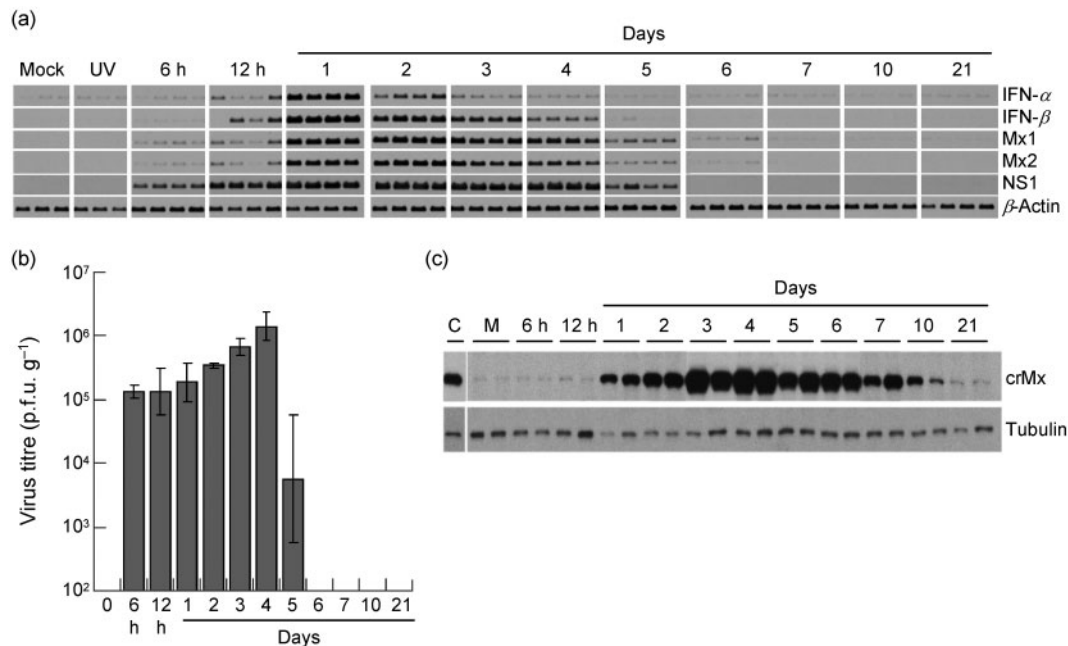 (a)
Days
Mock UV 6 h 12 h 1 2 3 4 5 6 7 10 21
IFN-α
IFN-β
Mx1
Mx2
NS1
β-Actin
(b)
Virus titre (p.f.u. g⁻¹)
10⁷
10⁶
10⁵
10⁴
10³
10²
0 6 12 1 2 3 4 5 6 7 10 21
h h
Days
(c)
Days
C M 6 h 12 h 1 2 3 4 5 6 7 10 21
crMx
Tubulin